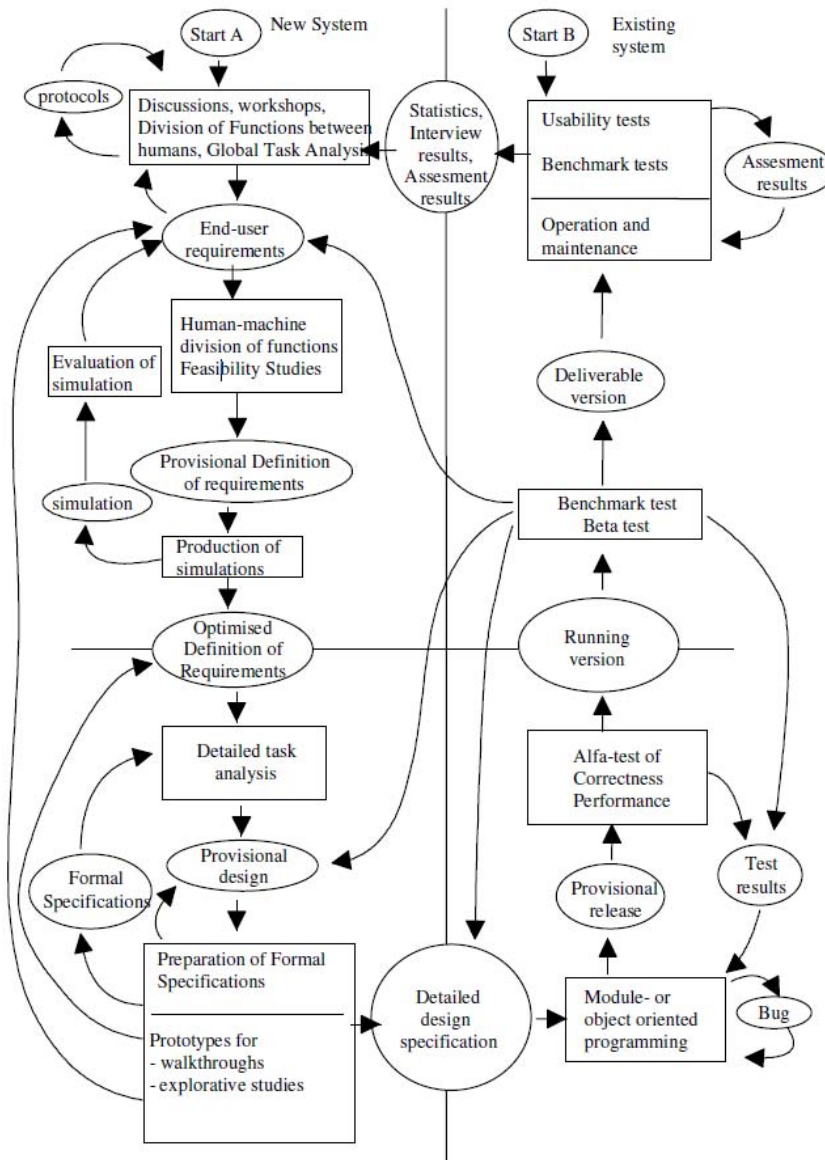 Start A
New System
protocols
Discussions, workshops,
Division of Functions between
humans, Global Task Analysis
End-user
requirements
Human-machine
division of functions
Feasibility Studies
Evaluation of
simulation
Provisional Definition
of requirements
simulation
Production of
simulations
Optimised
Definition of
Requirements
Detailed task
analysis
Formal
Specifications
Provisional
design
Preparation of Formal
Specifications
Prototypes for
- walkthroughs
- explorative studies
Statistics,
Interview
results,
Assesment
results
Start B
Existing
system
Usability tests
Benchmark tests
Operation and
maintenance
Assesment
results
Deliverable
version
Benchmark test
Beta test
Running
version
Alfa-test of
Correctness
Performance
Provisional
release
Test
results
Detailed
design
specification
Module- or
object oriented
programming
Bug